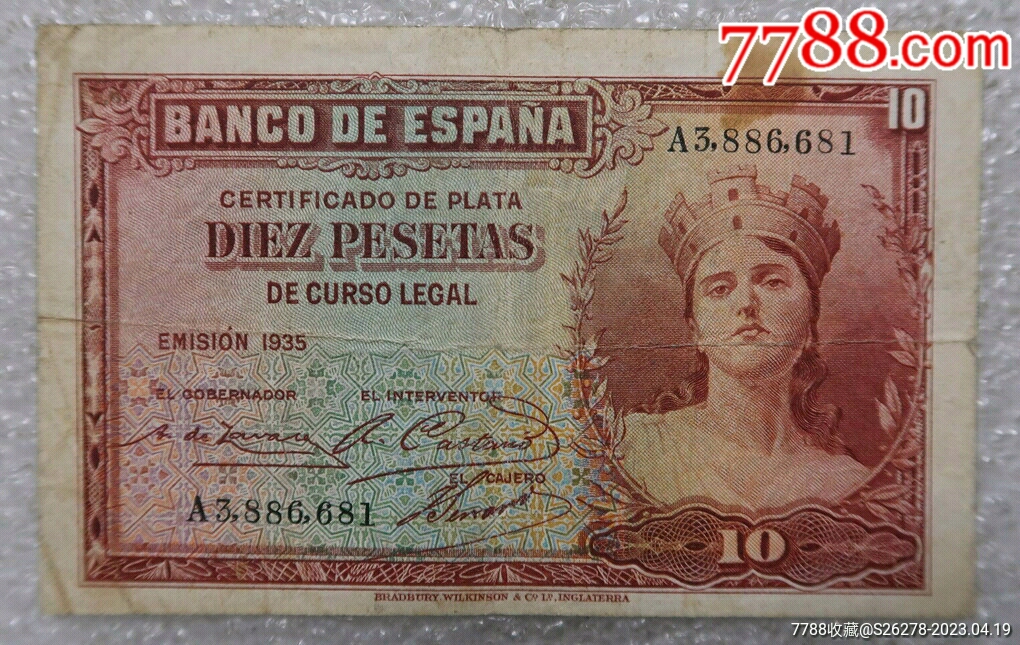 7788.com
10
BANCO DE ESPAÑA
A3,886,681
CERTIFICADO DE PLATA
DIEZ PESETAS
DE CURSO LEGAL
EMISIÓN 1935
EL GOBERNADOR EL INTERVENTOR
EL CAJERO
A3,886,681
10
BRADBURY, WILKINSON & Cº Lᵈ, INGLATERRA
7788收藏@S26278-2023.04.19